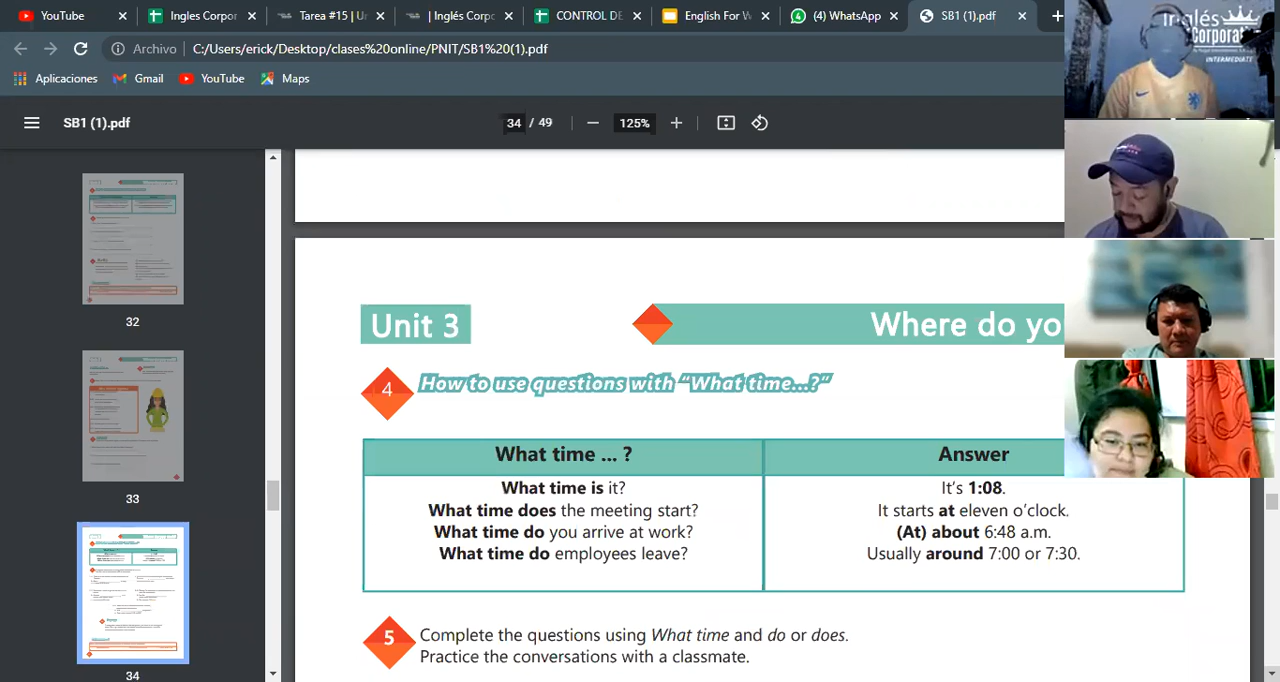 YouTube
Ingles Corpor
Tarea #15 | Ur
| Inglés Corpc
CONTROL DE
English For W
(4) WhatsApp
SB1 (1).pdf
Archivo
C:/Users/erick/Desktop/clases%20online/PNIT/SB1%20(1).pdf
Aplicaciones
Gmail
YouTube
Maps
SB1 (1).pdf
34 / 49
125%
Inglés
Corporativo
INTERMEDIATE
32
33
34
Unit 3
Where do yo
4
How to use questions with “What time...?”
What time ... ?
Answer
What time is it?
It's 1:08.
What time does the meeting start?
It starts at eleven o'clock.
What time do you arrive at work?
(At) about 6:48 a.m.
What time do employees leave?
Usually around 7:00 or 7:30.
5
Complete the questions using What time and do or does.
Practice the conversations with a classmate.